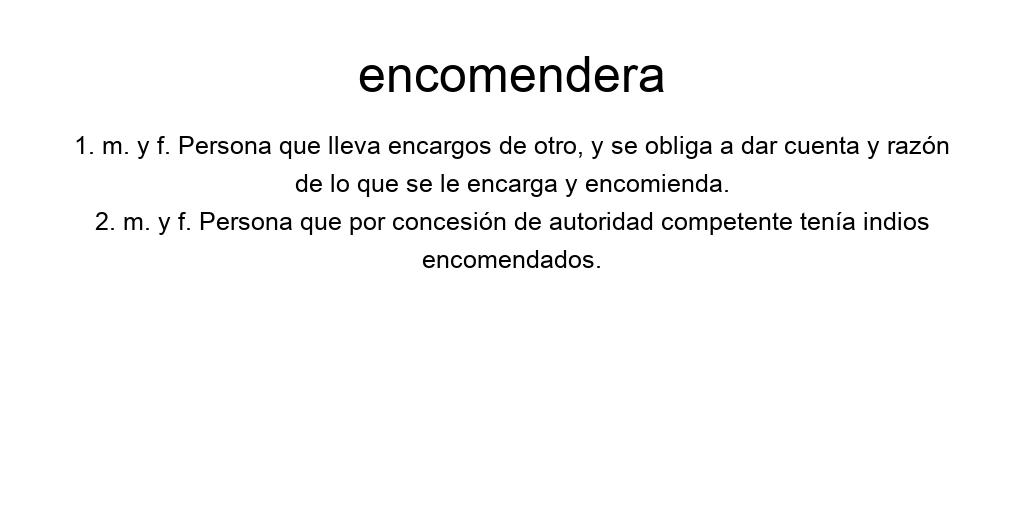 encomendera
1. m. y f. Persona que lleva encargos de otro, y se obliga a dar cuenta y razón
de lo que se le encarga y encomienda.
2. m. y f. Persona que por concesión de autoridad competente tenía indios
encomendados.